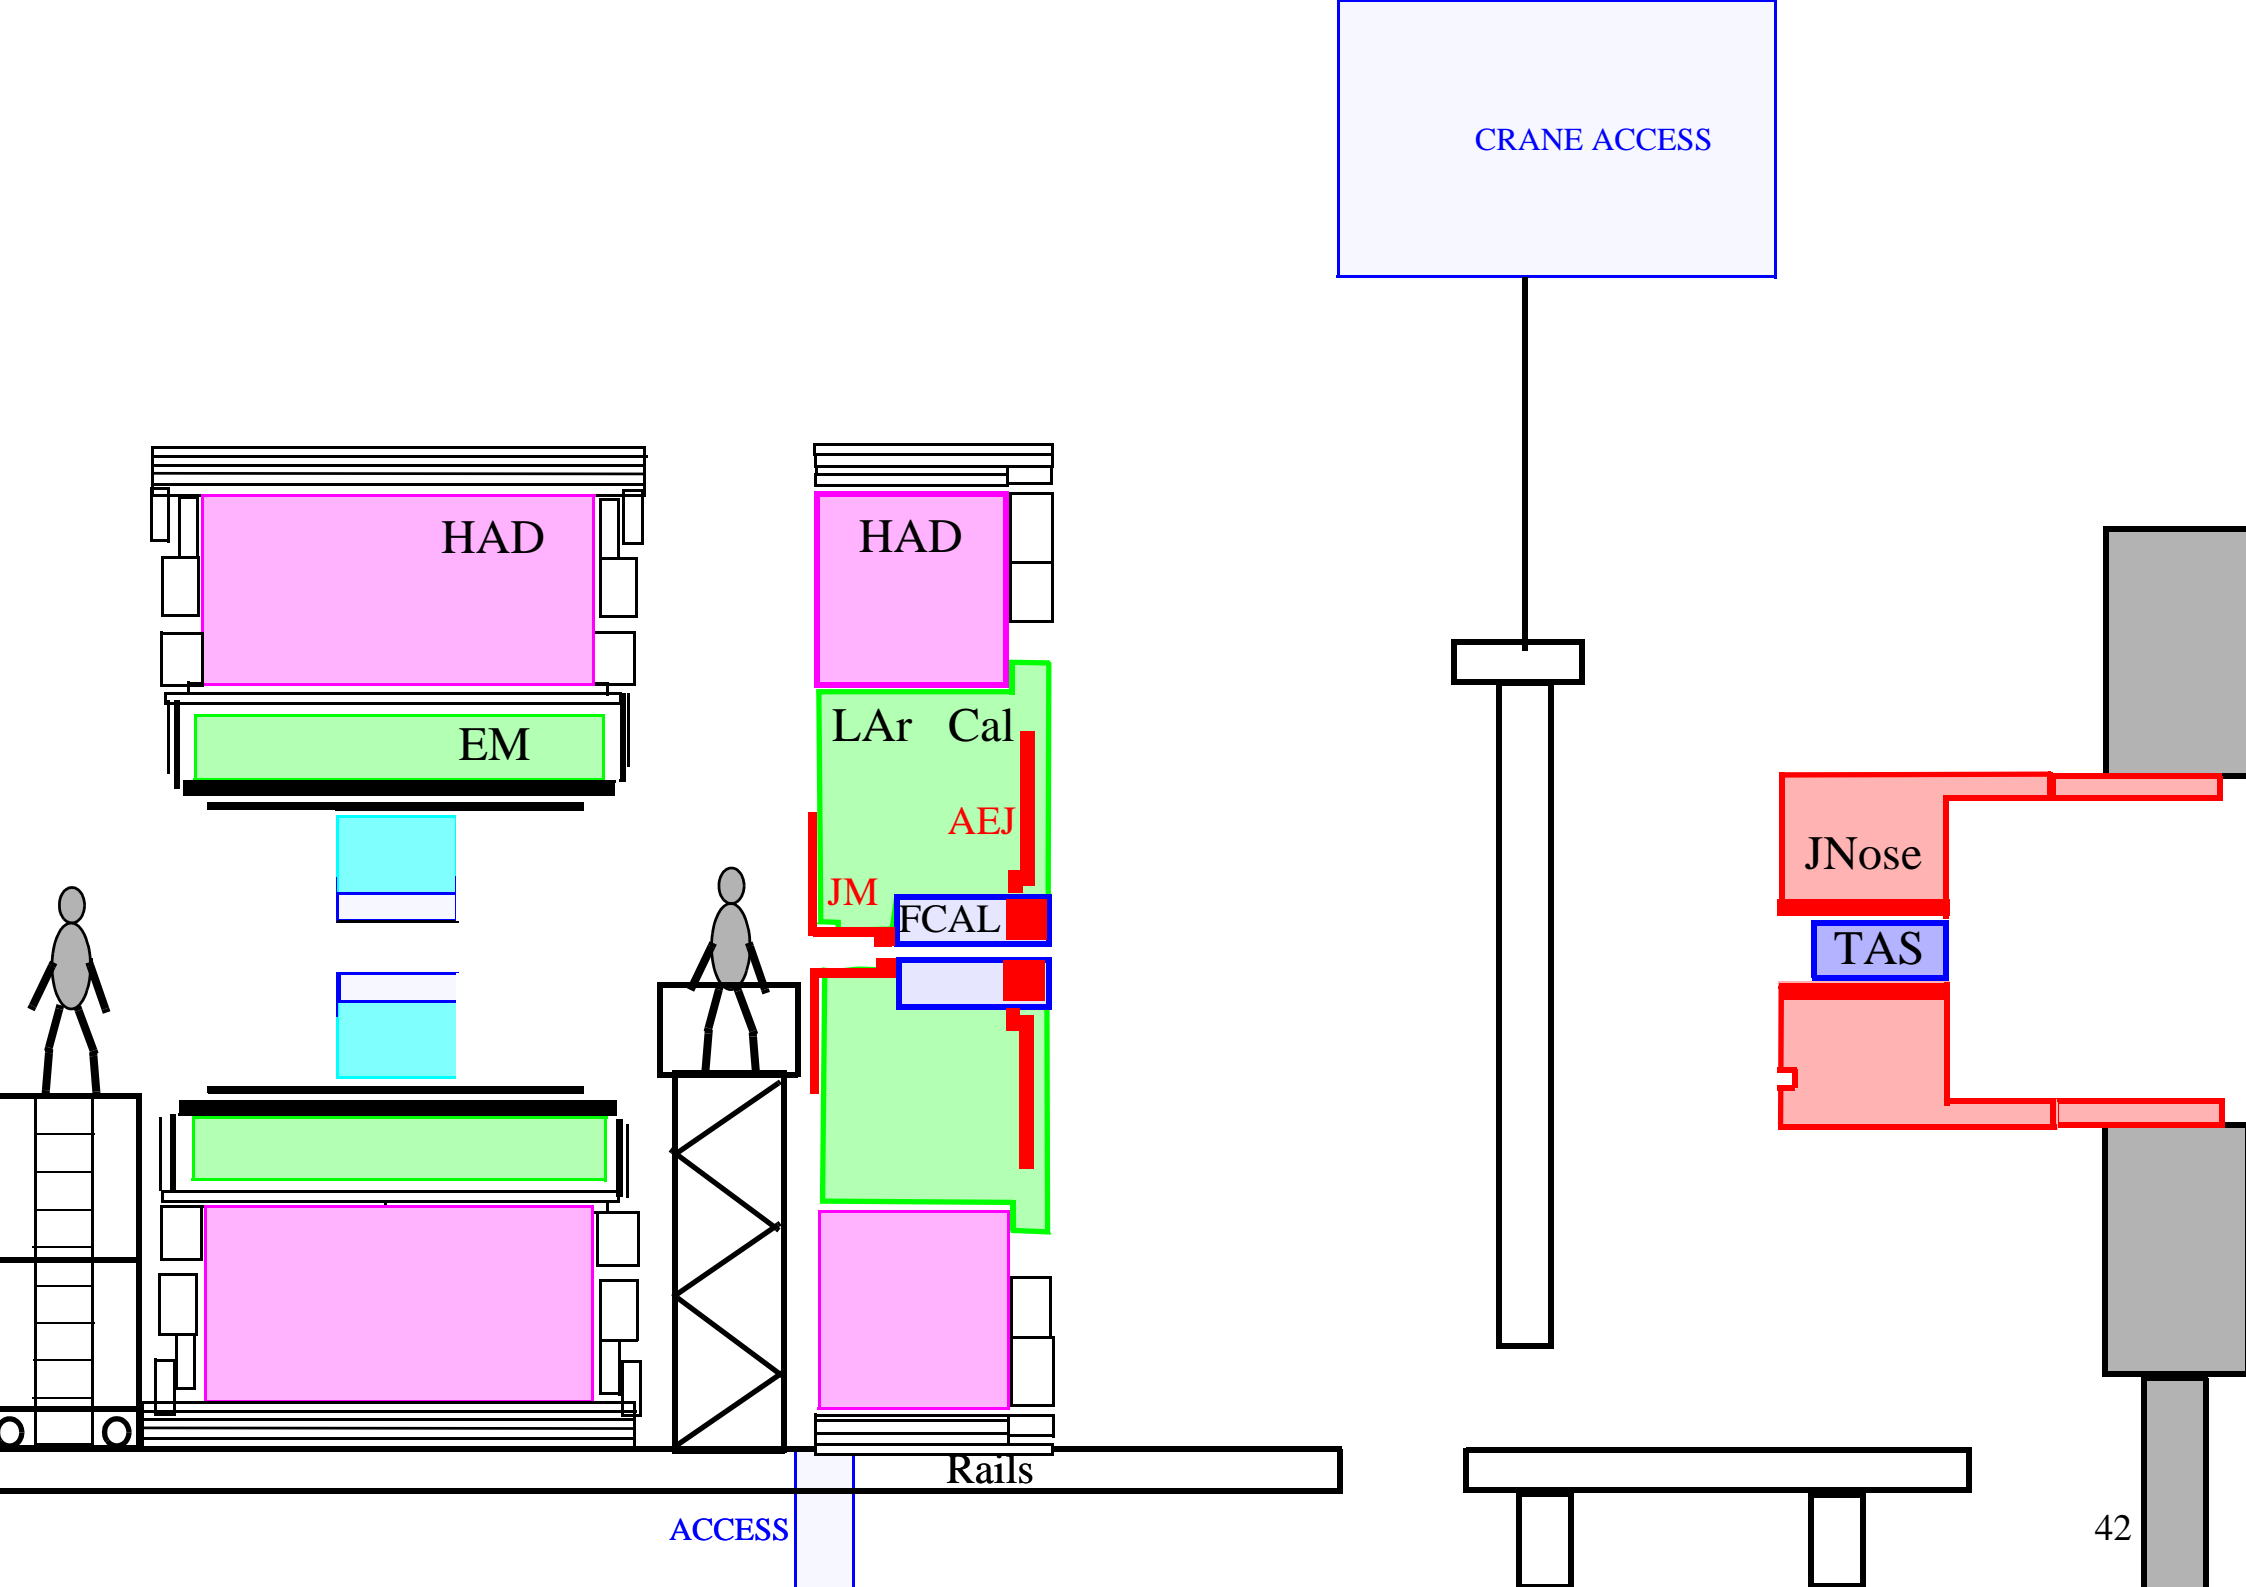 CRANE ACCESS
HAD
HAD
EM
LAr Cal
AEJ
JM
FCAL
JNose
TAS
Rails
ACCESS
42